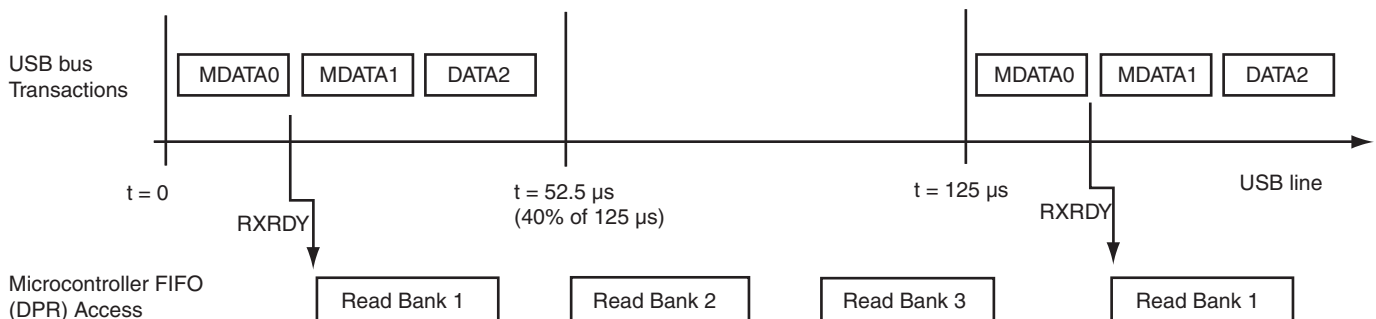 USB bus
Transactions
MDATA0 MDATA1 DATA2 MDATA0 MDATA1 DATA2
t = 0
t = 52.5 µs
(40% of 125 µs)
t = 125 µs
USB line
RXRDY
RXRDY
Microcontroller FIFO
(DPR) Access
Read Bank 1 Read Bank 2 Read Bank 3 Read Bank 1